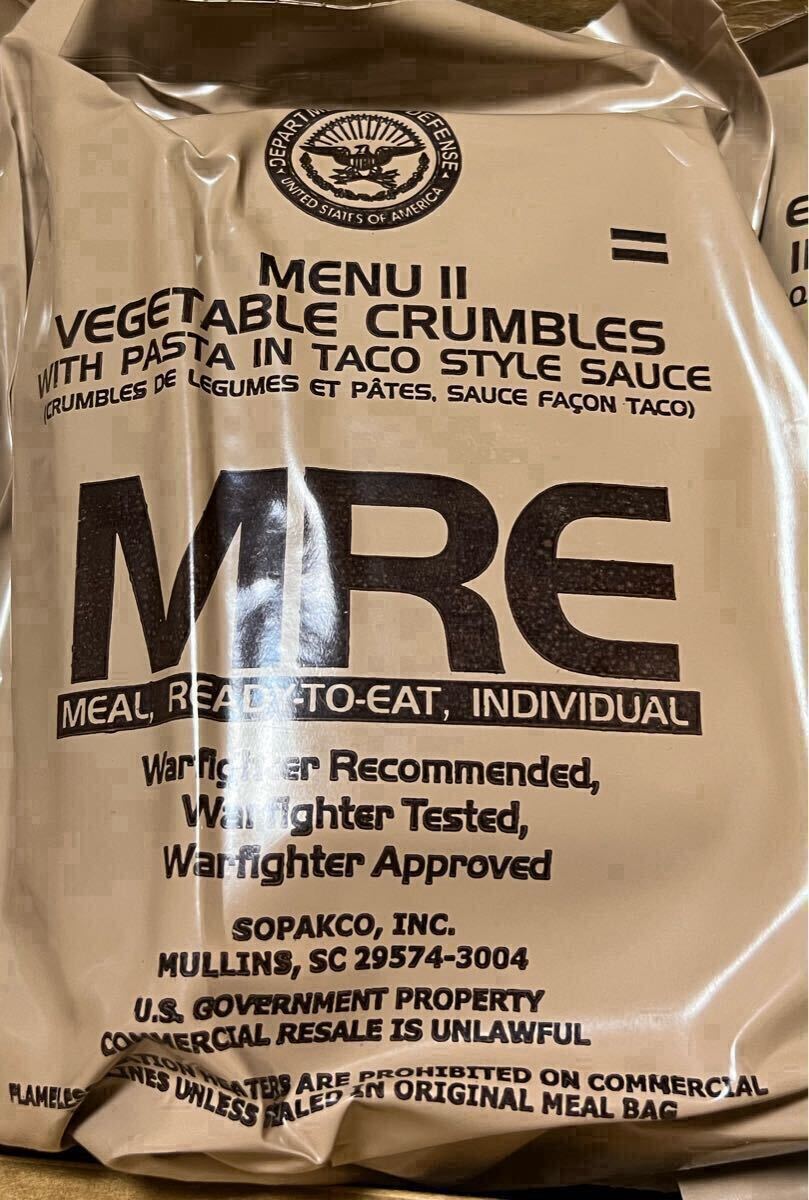 DEPARTMENT DEFENSE
UNITED STATES OF AMERICA
MENU 11
VEGETABLE CRUMBLES
WITH PASTA IN TACO STYLE SAUCE
(CRUMBLES DE LEGUMES ET PÂTES, SAUCE FAÇON TACO)
MRE
MEAL, READY-TO-EAT, INDIVIDUAL
Warfighter Recommended,
Warfighter Tested,
Warfighter Approved
SOPAKCO, INC.
MULLINS, SC 29574-3004
U.S. GOVERNMENT PROPERTY
COMMERCIAL RESALE IS UNLAWFUL
FLAMELESS RATION HEATERS ARE PROHIBITED ON COMMERCIAL
AIRLINES UNLESS SEALED IN ORIGINAL MEAL BAG